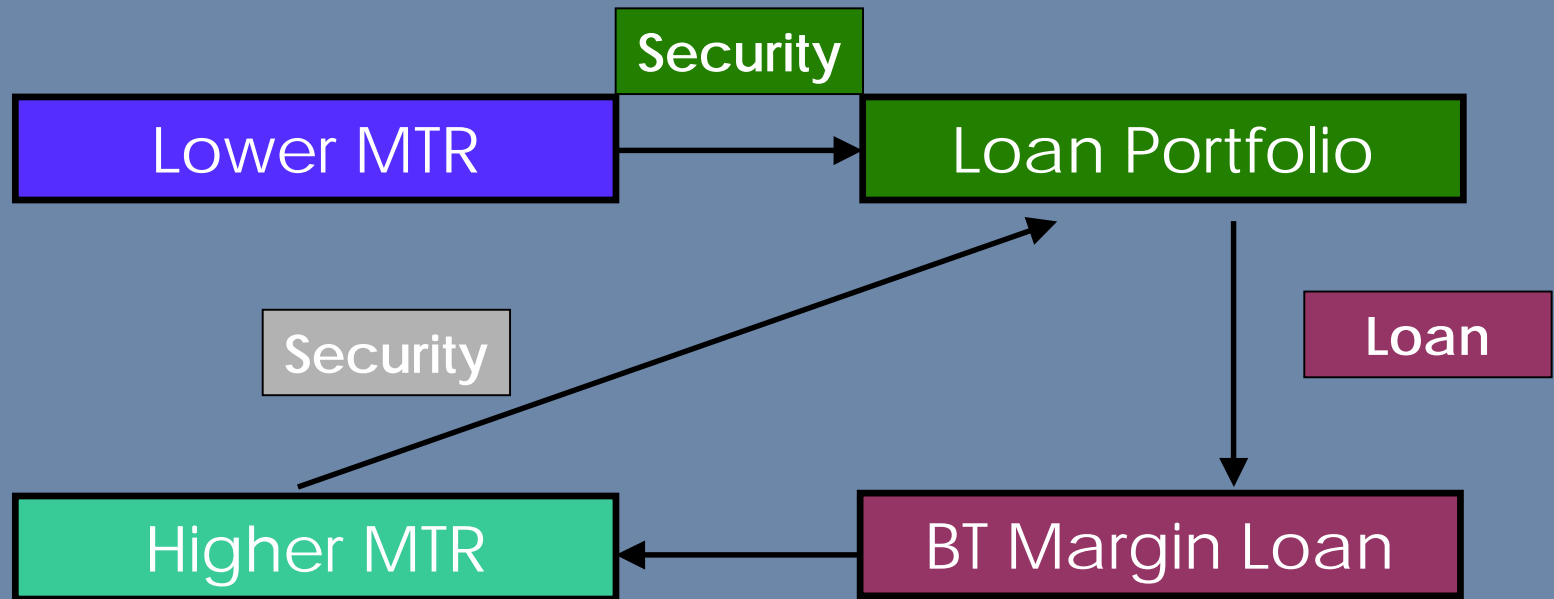 Security
Lower MTR
Loan Portfolio
Security
Loan
Higher MTR
BT Margin Loan